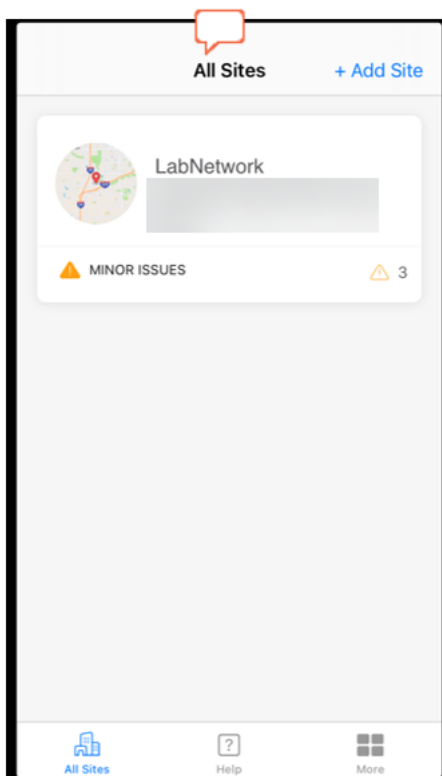 All Sites
+ Add Site
LabNetwork
MINOR ISSUES
3
All Sites
Help
More